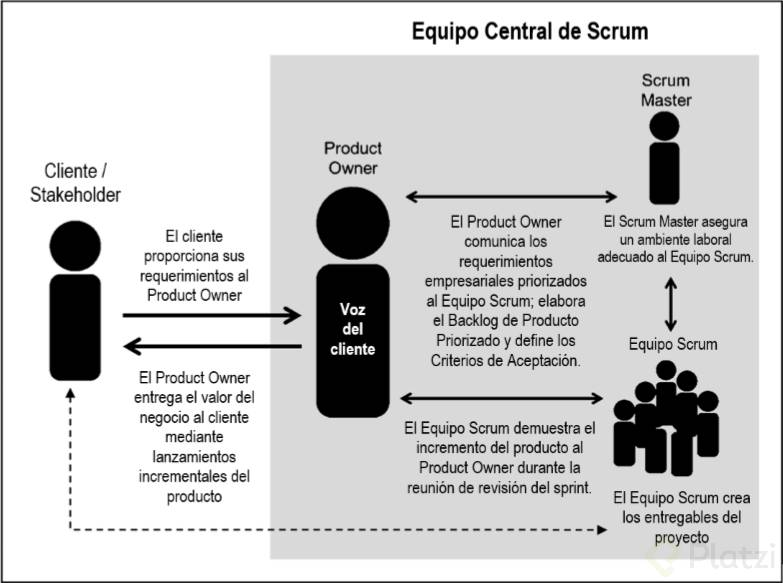 Equipo Central de Scrum
Scrum
Master
Product
Owner
Cliente /
Stakeholder
El cliente
proporciona sus
requerimientos al
Product Owner
El Product Owner
comunica los
requerimientos
empresariales priorizados
al Equipo Scrum; elabora
el Backlog de Producto
Priorizado y define los
Criterios de Aceptación.
El Scrum Master asegura
un ambiente laboral
adecuado al Equipo Scrum.
Voz
del
cliente
Equipo Scrum
El Product Owner
entrega el valor del
negocio al cliente
mediante
lanzamientos
incrementales del
producto
El Equipo Scrum demuestra el
incremento del producto al
Product Owner durante la
reunión de revisión del sprint.
El Equipo Scrum crea
los entregables del
proyecto
Platzi